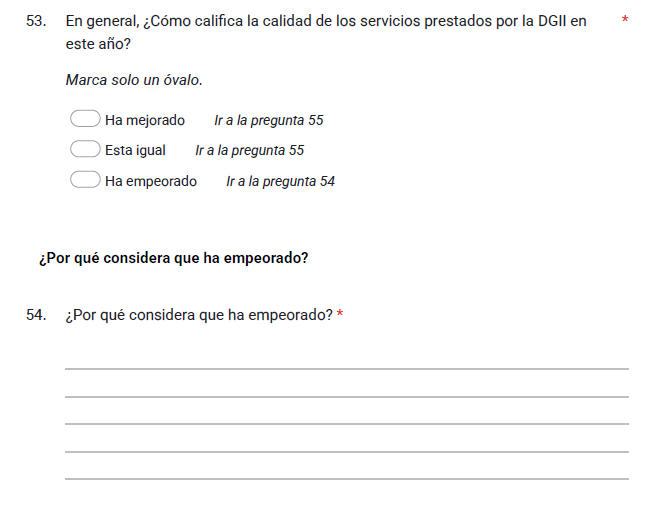 53. En general, ¿Cómo califica la calidad de los servicios prestados por la DGII en *
este año?
Marca solo un óvalo.
Ha mejorado Ir a la pregunta 55
Esta igual Ir a la pregunta 55
Ha empeorado Ir a la pregunta 54
¿Por qué considera que ha empeorado?
54. ¿Por qué considera que ha empeorado? *